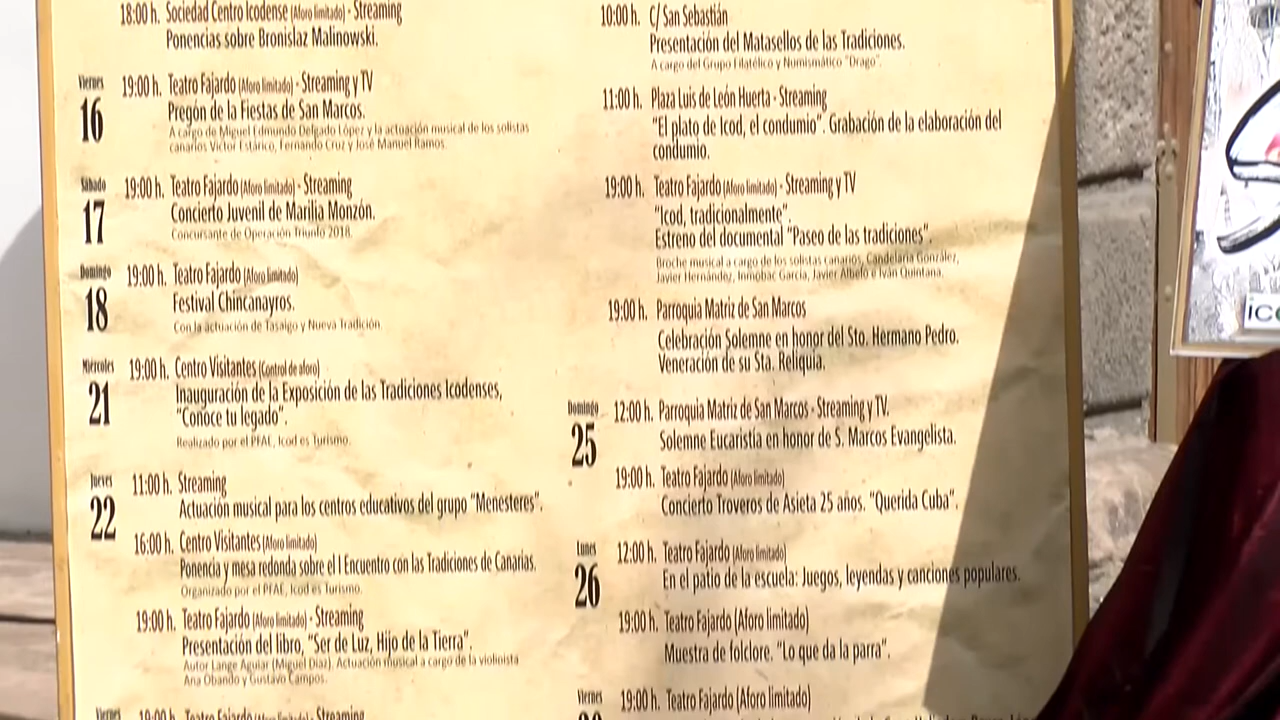 18:00 h. Sociedad Centro Icodense (Aforo limitado) - Streaming
Ponencias sobre Bronislaz Malinowski.
Viernes
16
19:00 h. Teatro Fajardo (Aforo limitado) - Streaming y TV
Pregón de la Fiestas de San Marcos.
A cargo de Miguel Edmundo Delgado López y la actuación musical de los solistas
canarios Víctor Estárico, Fernando Cruz y José Manuel Ramos.
Sábado
17
19:00 h. Teatro Fajardo (Aforo limitado) - Streaming
Concierto Juvenil de Marilia Monzón.
Concursante de Operación Triunfo 2018.
Domingo
18
19:00 h. Teatro Fajardo (Aforo limitado)
Festival Chincanayros.
Con la actuación de Tasalgo y Nueva Tradición.
Miércoles
21
19:00 h. Centro Visitantes (Control de aforo)
Inauguración de la Exposición de las Tradiciones Icodenses,
"Conoce tu legado".
Realizado por el PFAE, Icod es Turismo.
Jueves
22
11:00 h. Streaming
Actuación musical para los centros educativos del grupo "Menesteres".
16:00 h. Centro Visitantes (Aforo limitado)
Ponencia y mesa redonda sobre el I Encuentro con las Tradiciones de Canarias.
Organizado por el PFAE, Icod es Turismo.
19:00 h. Teatro Fajardo (Aforo limitado) - Streaming
Presentación del libro, "Ser de Luz, Hijo de la Tierra".
Autor Lange Aguiar (Miguel Díaz). Actuación musical a cargo de la violinista
Ana Obando y Gustavo Campos.
Viernes
19:00 h. Teatro Fajardo (Aforo limitado) - Streaming
10:00 h. C/ San Sebastián
Presentación del Matasellos de las Tradiciones.
A cargo del Grupo Filatélico y Numismático "Drago".
11:00 h. Plaza Luis de León Huerta - Streaming
"El plato de Icod, el condumio". Grabación de la elaboración del
condumio.
19:00 h. Teatro Fajardo (Aforo limitado) - Streaming y TV
"Icod, tradicionalmente".
Estreno del documental "Paseo de las tradiciones".
Broche musical a cargo de los solistas canarios, Candelaria González,
Javier Hernández, Inmobac García, Javier Albelo e Iván Quintana.
19:00 h. Parroquia Matriz de San Marcos
Celebración Solemne en honor del Sto. Hermano Pedro.
Veneración de su Sta. Reliquia.
Domingo
25
12:00 h. Parroquia Matriz de San Marcos - Streaming y TV.
Solemne Eucaristía en honor de S. Marcos Evangelista.
19:00 h. Teatro Fajardo (Aforo limitado)
Concierto Troveros de Asieta 25 años. "Querida Cuba".
Lunes
26
12:00 h. Teatro Fajardo (Aforo limitado)
En el patio de la escuela: Juegos, leyendas y canciones populares.
19:00 h. Teatro Fajardo (Aforo limitado)
Muestra de folclore. "Lo que da la parra".
Viernes
19:00 h. Teatro Fajardo (Aforo limitado)